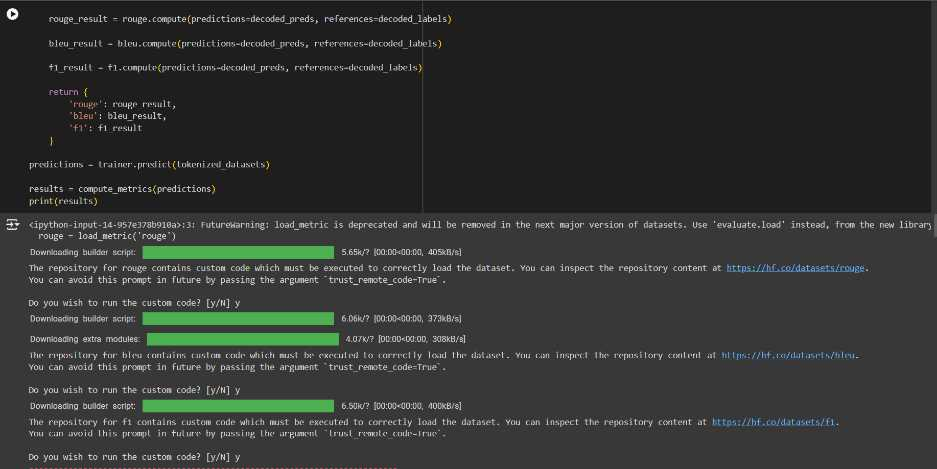 rouge_result = rouge.compute(predictions=decoded_preds, references=decoded_labels)
bleu_result = bleu.compute(predictions=decoded_preds, references=decoded_labels)
f1_result = f1.compute(predictions=decoded_preds, references=decoded_labels)
return {
'rouge': rouge_result,
'bleu': bleu_result,
'f1': f1_result
}
predictions = trainer.predict(tokenized_datasets)
results = compute_metrics(predictions)
print(results)
<ipython-input-14-957e378b910a>:3: FutureWarning: load_metric is deprecated and will be removed in the next major version of datasets. Use 'evaluate.load' instead, from the new library
rouge = load_metric('rouge')
Downloading builder script: 5.65k/? [00:00<00:00, 405kB/s]
The repository for rouge contains custom code which must be executed to correctly load the dataset. You can inspect the repository content at https://hf.co/datasets/rouge.
You can avoid this prompt in future by passing the argument `trust_remote_code=True`.
Do you wish to run the custom code? [y/N] y
Downloading builder script: 6.06k/? [00:00<00:00, 373kB/s]
Downloading extra modules: 4.07k/? [00:00<00:00, 308kB/s]
The repository for bleu contains custom code which must be executed to correctly load the dataset. You can inspect the repository content at https://hf.co/datasets/bleu.
You can avoid this prompt in future by passing the argument `trust_remote_code=True`.
Do you wish to run the custom code? [y/N] y
Downloading builder script: 6.50k/? [00:00<00:00, 400kB/s]
The repository for f1 contains custom code which must be executed to correctly load the dataset. You can inspect the repository content at https://hf.co/datasets/f1.
You can avoid this prompt in future by passing the argument `trust_remote_code=True`.
Do you wish to run the custom code? [y/N] y